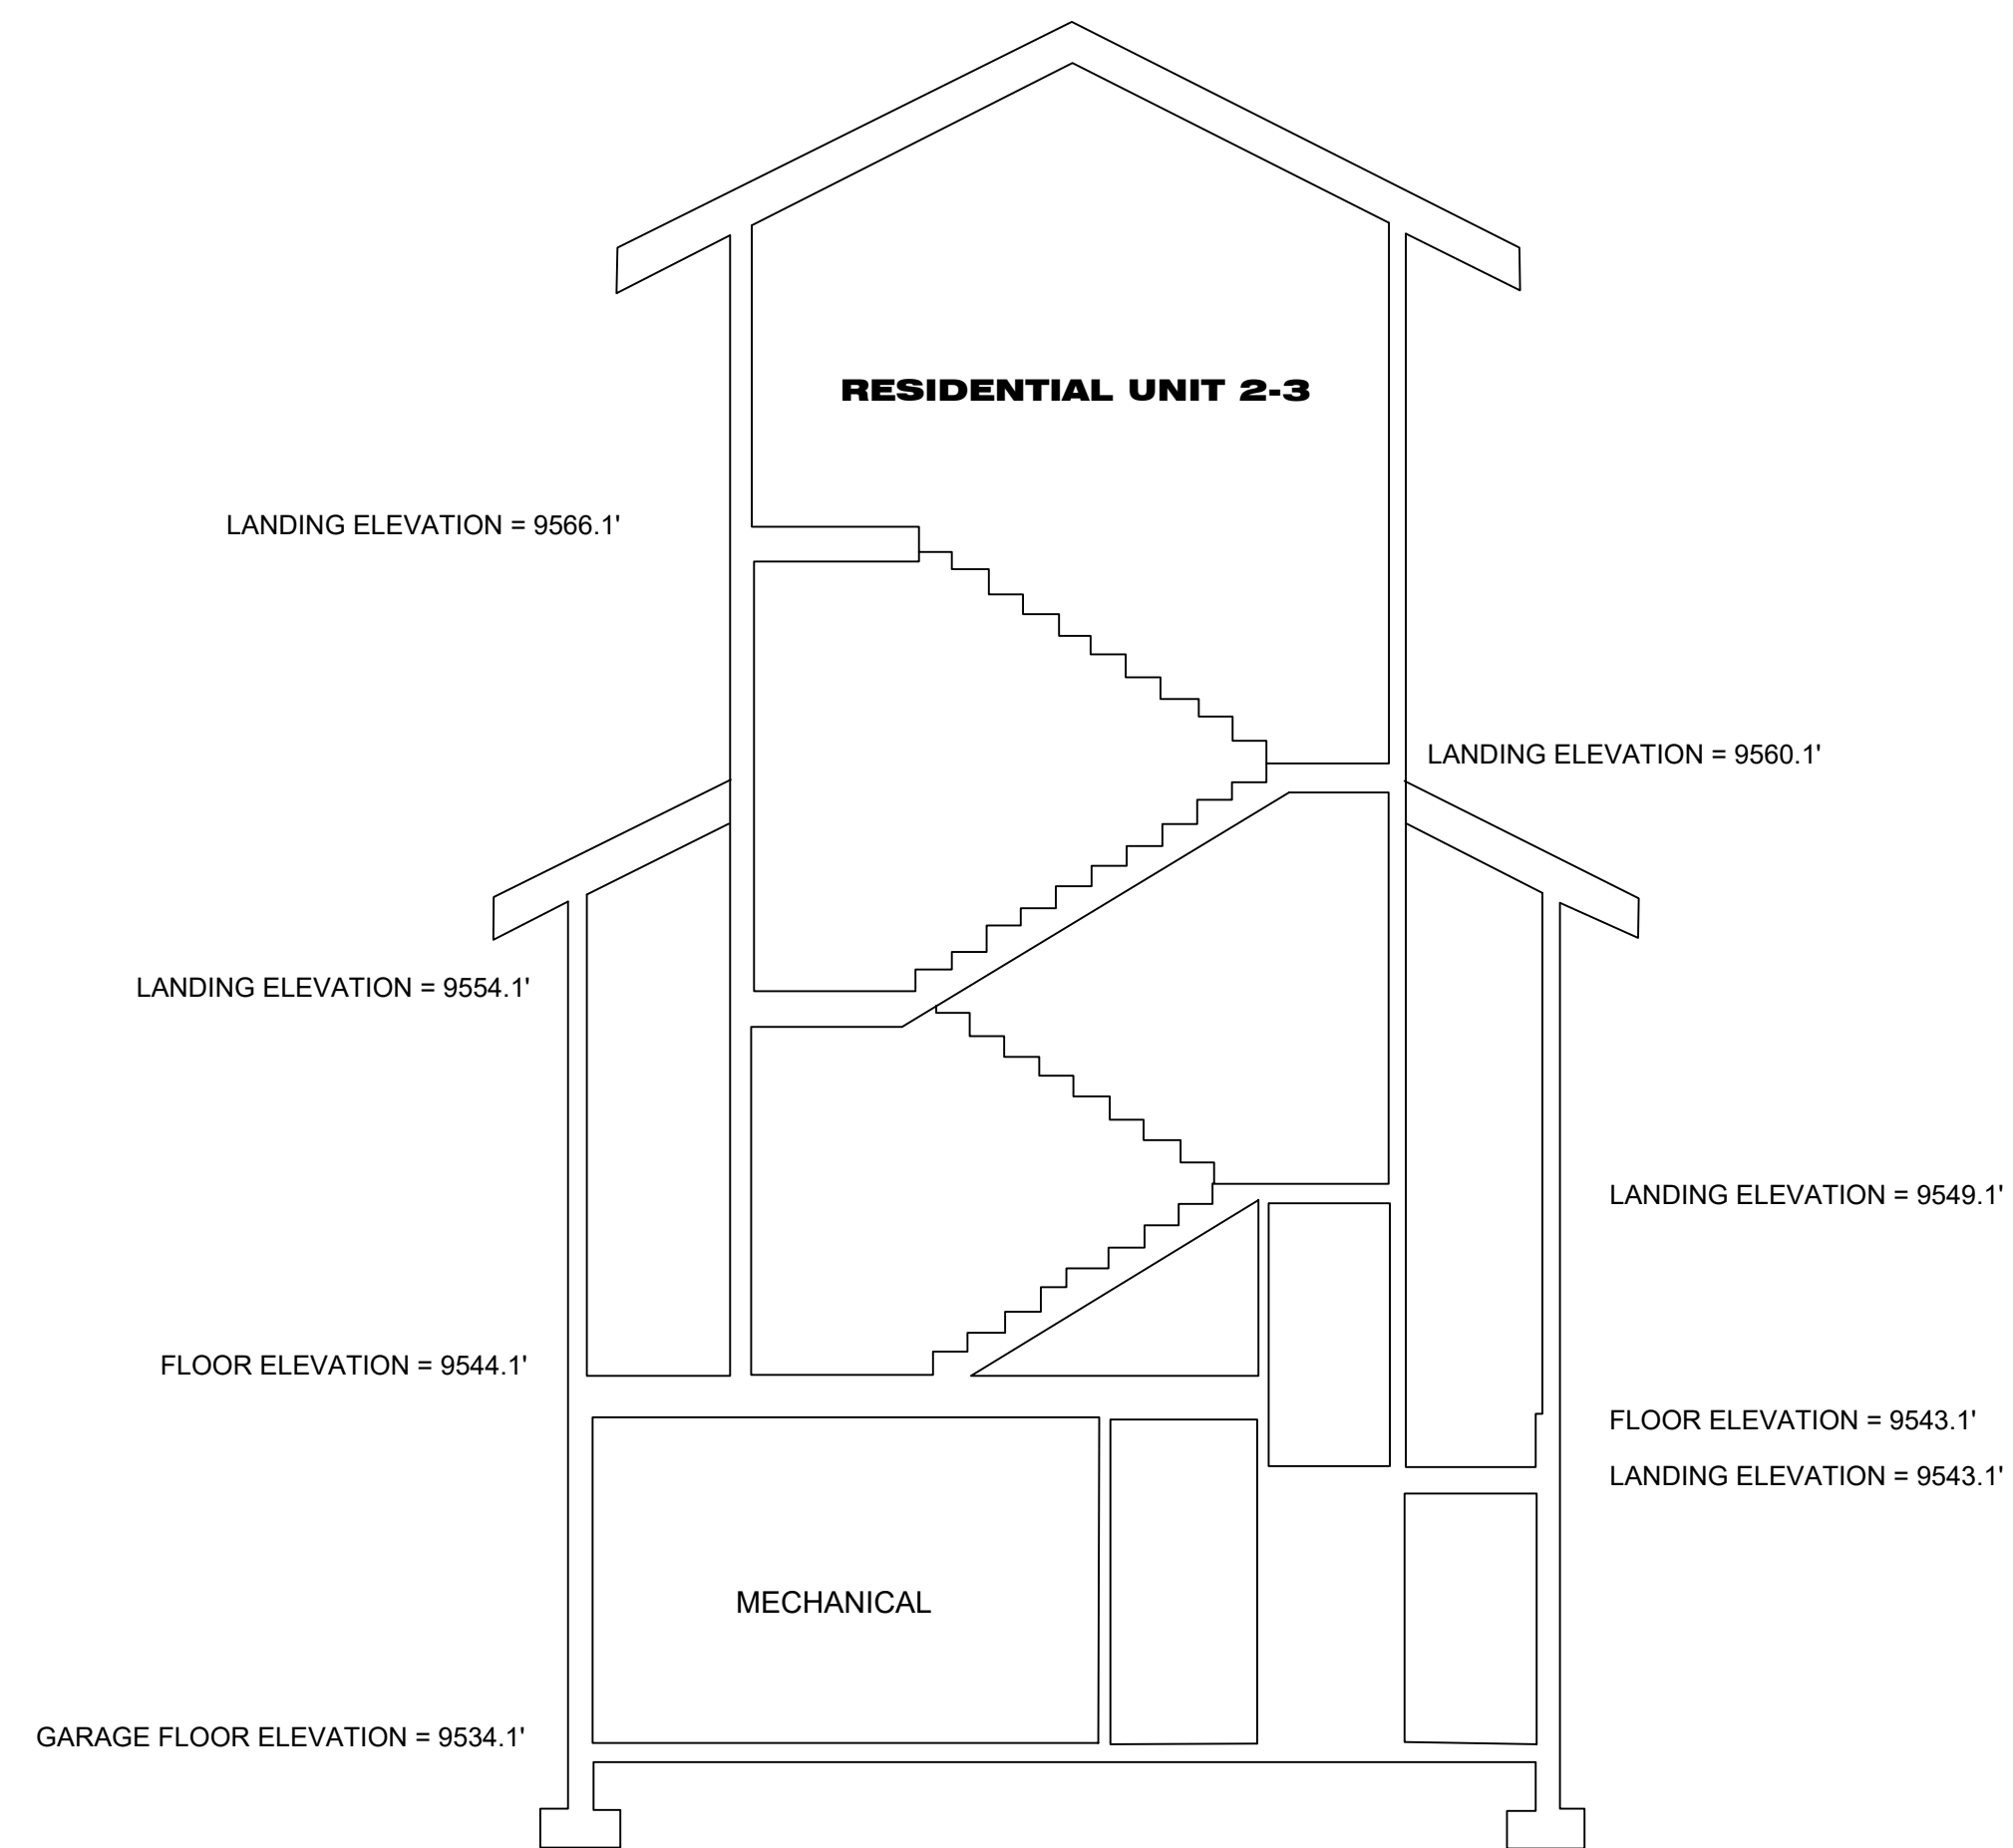 RESIDENTIAL UNIT 2-3
LANDING ELEVATION = 9566.1'
LANDING ELEVATION = 9560.1'
LANDING ELEVATION = 9554.1'
LANDING ELEVATION = 9549.1'
FLOOR ELEVATION = 9544.1'
FLOOR ELEVATION = 9543.1'
LANDING ELEVATION = 9543.1'
MECHANICAL
GARAGE FLOOR ELEVATION = 9534.1'